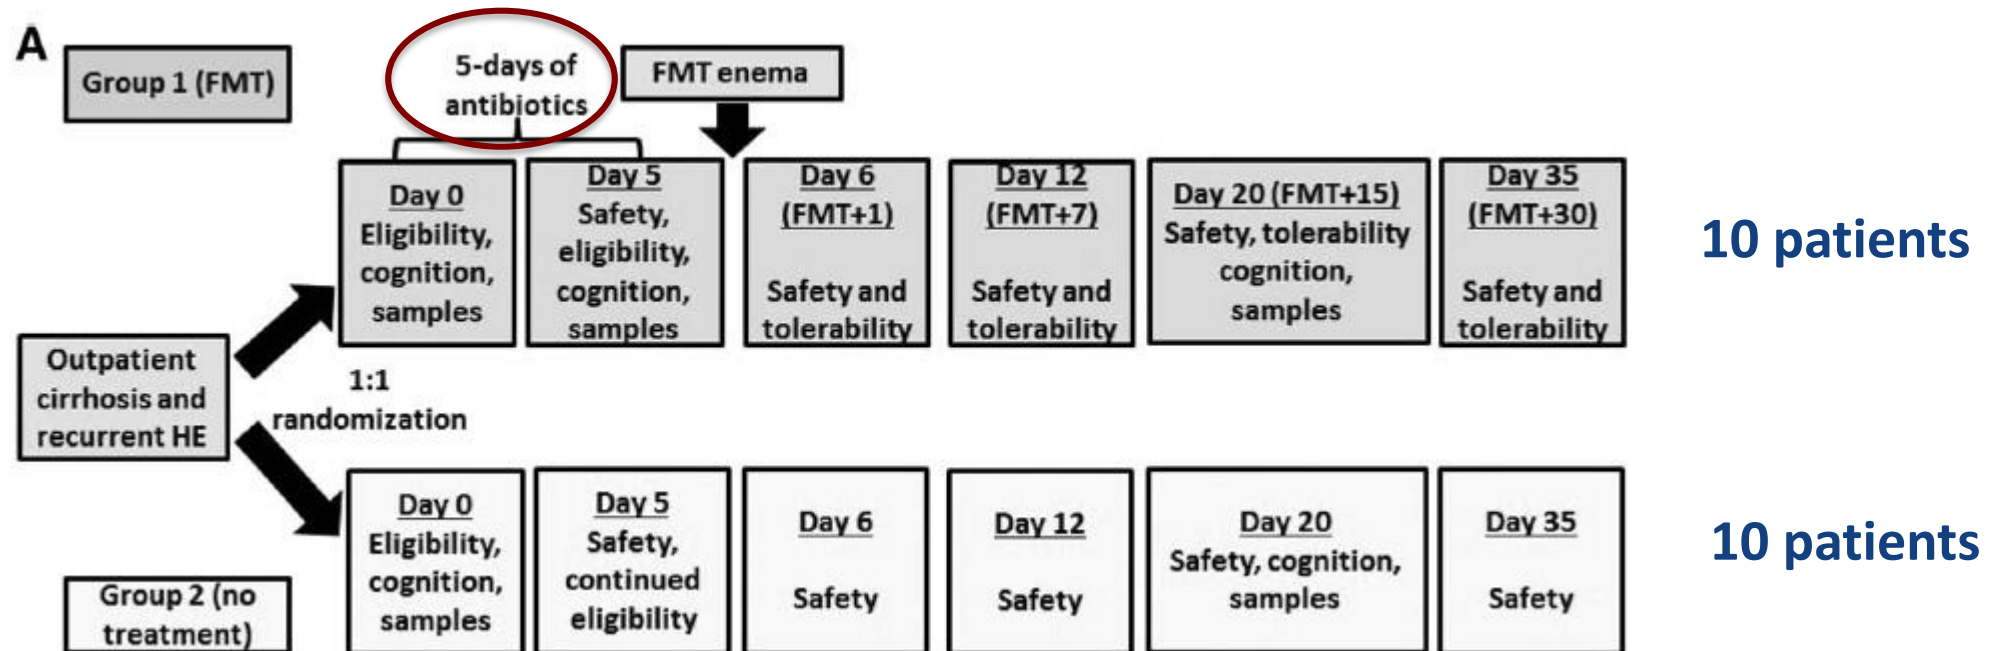 A
Group 1 (FMT)
5-days of
antibiotics
FMT enema
Day 0
Eligibility,
cognition,
samples
Day 5
Safety,
eligibility,
cognition,
samples
Day 6
(FMT+1)
Safety and
tolerability
Day 12
(FMT+7)
Safety and
tolerability
Day 20 (FMT+15)
Safety, tolerability
cognition,
samples
Day 35
(FMT+30)
Safety and
tolerability
10 patients
Outpatient
cirrhosis and
recurrent HE
1:1
randomization
Group 2 (no
treatment)
Day 0
Eligibility,
cognition,
samples
Day 5
Safety,
continued
eligibility
Day 6
Safety
Day 12
Safety
Day 20
Safety, cognition,
samples
Day 35
Safety
10 patients